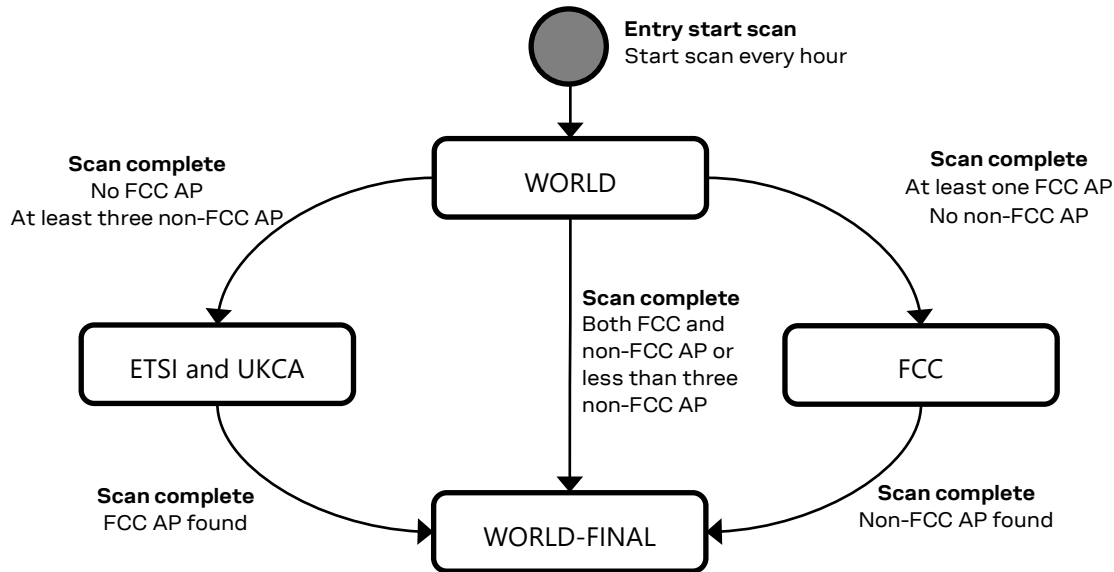 Entry start scan
Start scan every hour
Scan complete
No FCC AP
At least three non-FCC AP
WORLD
Scan complete
At least one FCC AP
No non-FCC AP
Scan complete
Both FCC and
non-FCC AP or
less than three
non-FCC AP
ETSI and UKCA
FCC
Scan complete
FCC AP found
WORLD-FINAL
Scan complete
Non-FCC AP found